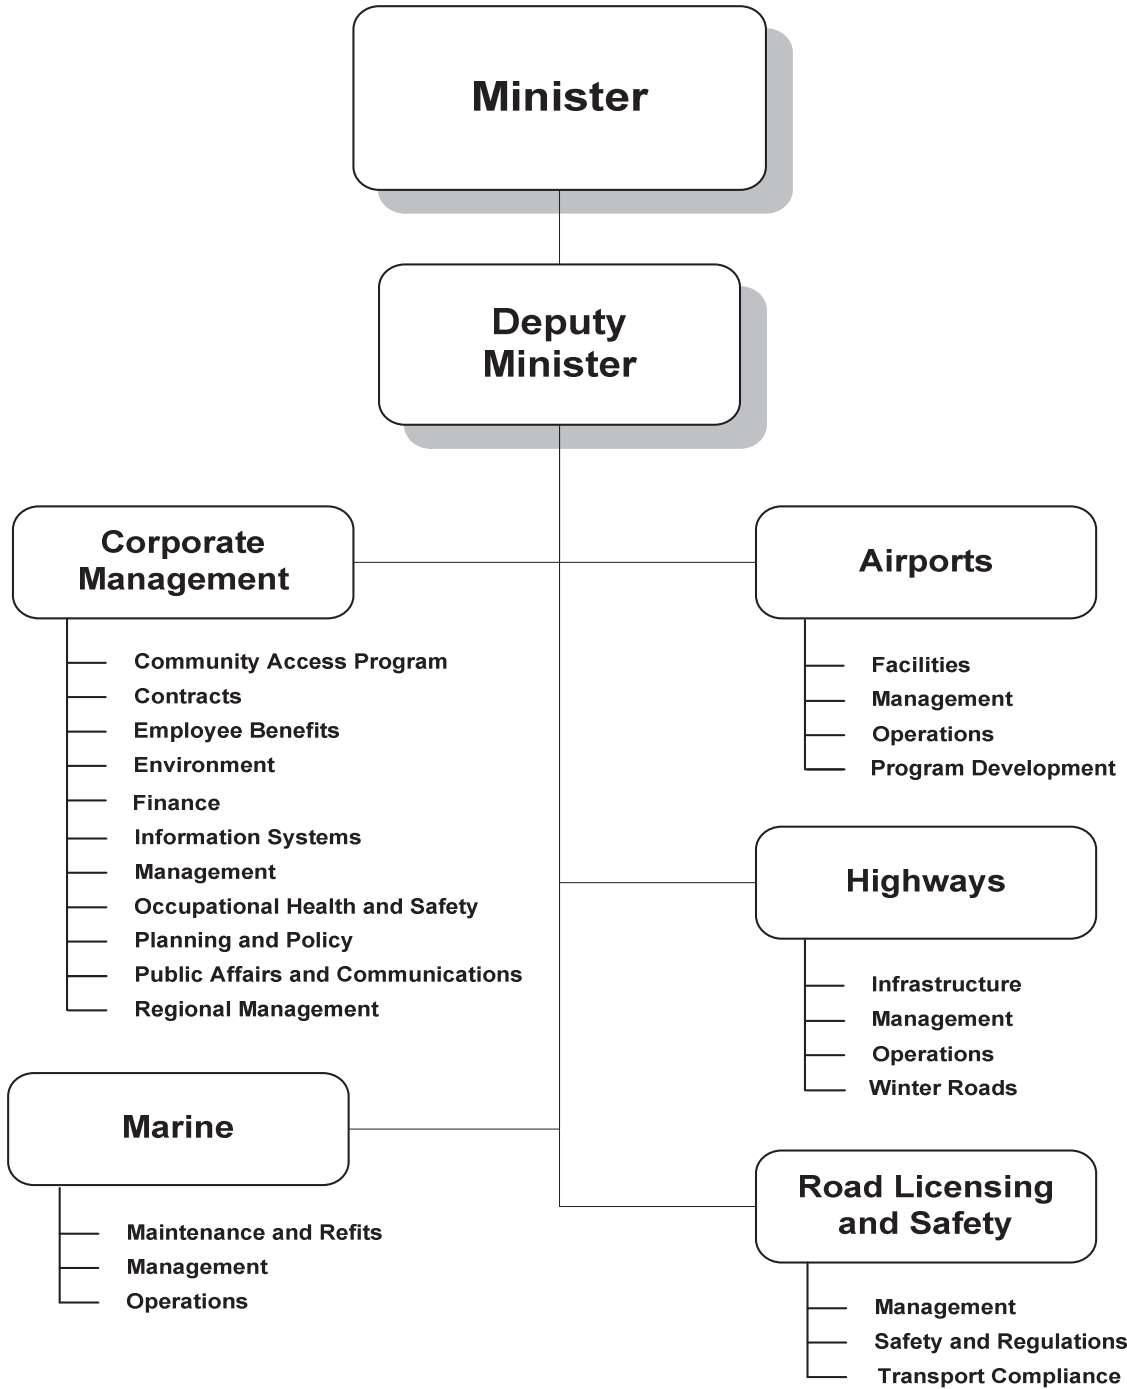 Minister
Deputy
Minister
Corporate
Management
Community Access Program
Contracts
Employee Benefits
Environment
Finance
Information Systems
Management
Occupational Health and Safety
Planning and Policy
Public Affairs and Communications
Regional Management
Marine
Maintenance and Refits
Management
Operations
Airports
Facilities
Management
Operations
Program Development
Highways
Infrastructure
Management
Operations
Winter Roads
Road Licensing
and Safety
Management
Safety and Regulations
Transport Compliance